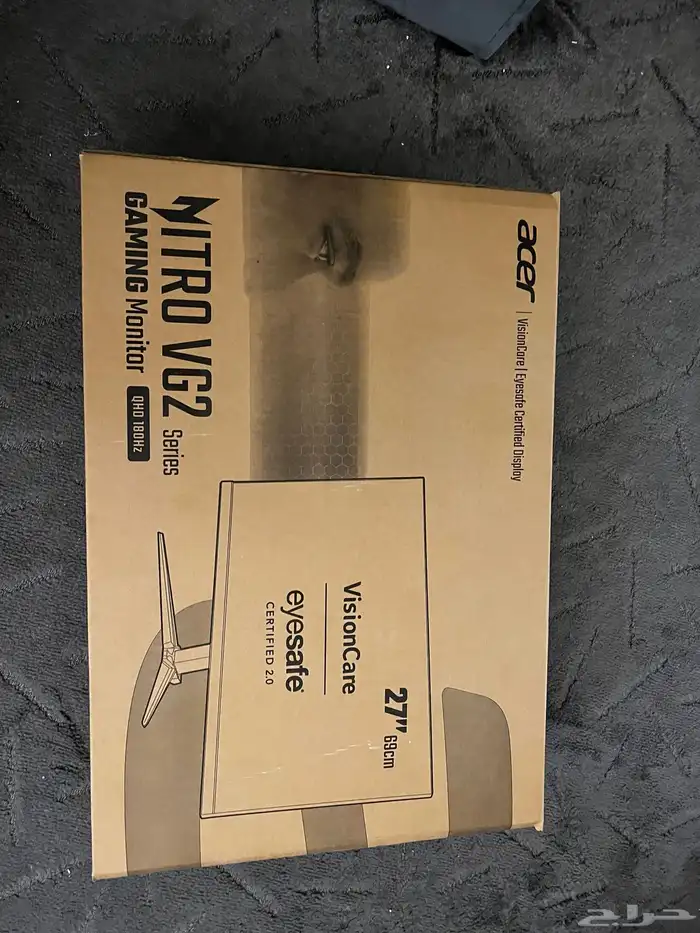 acer | VisionCare | Eyesafe Certified Display
27" 69cm
VisionCare
eyesafe®
CERTIFIED 2.0
NITRO VG2 Series
GAMING Monitor QHD 180Hz
حراج